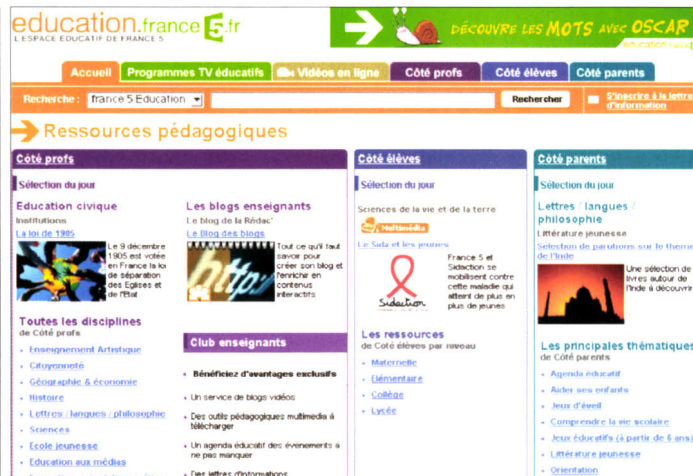 education.france 5.fr
L'ESPACE EDUCATIF DE FRANCE 5
DÉCOUVRE LES MOTS AVEC OSCAR
Accueil
Programmes TV éducatifs
Vidéos en ligne
Côté profs
Côté élèves
Côté parents
Recherche :
france 5 Education
Rechercher
S'inscrire à la lettre
d'information
Ressources pédagogiques
Côté profs
Sélection du jour
Education civique
Institutions
La loi de 1905
Le 9 décembre
1905 est votée
en France la loi
de séparation
des Eglises et
de l'Etat
Toutes les disciplines
de Côté profs
Enseignement Artistique
Citoyenneté
Géographie & économie
Histoire
Lettres / langues / philosophie
Sciences
Ecole jeunesse
Education aux médias
Les blogs enseignants
Le blog de la Rédac'
Le Blog des blogs
http:
Tout ce qu'il faut
savoir pour
créer son blog et
l'enrichir en
contenus
interactifs
Club enseignants
Bénéficiez d'avantages exclusifs
Un service de blogs vidéos
Des outils pédagogiques multimedia à
télécharger
Un agenda éducatif des événements à
ne pas manquer
Des lettres d'informations
Côté élèves
Sélection du jour
Sciences de la vie et de la terre
Multimédia
Le Sida et les jeunes
Sidaction
France 5 et
Sidaction se
mobilisent contre
cette maladie qui
atteint de plus en
plus de jeunes
Les ressources
de Côté élèves par niveau
Maternelle
Elémentaire
Collège
Lycée
Côté parents
Sélection du jour
Lettres / langues /
philosophie
Littérature jeunesse
Sélection de parutions sur le thème
de l'Inde
Une sélection de
livres autour de
l'Inde à découvrir
Les principales thématiques
de Côté parents
Agenda éducatif
Aider ses enfants
Jeux d'éveil
Comprendre la vie scolaire
Jeux éducatifs (à partir de 6 ans)
Littérature jeunesse
Orientation